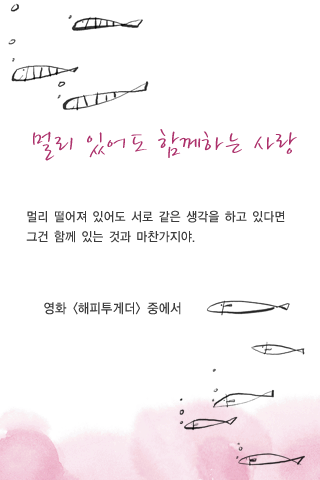 멀리 있어도 함께하는 사랑
멀리 떨어져 있어도 서로 같은 생각을 하고 있다면
그건 함께 있는 것과 마찬가지야.
영화 〈해피투게더〉 중에서